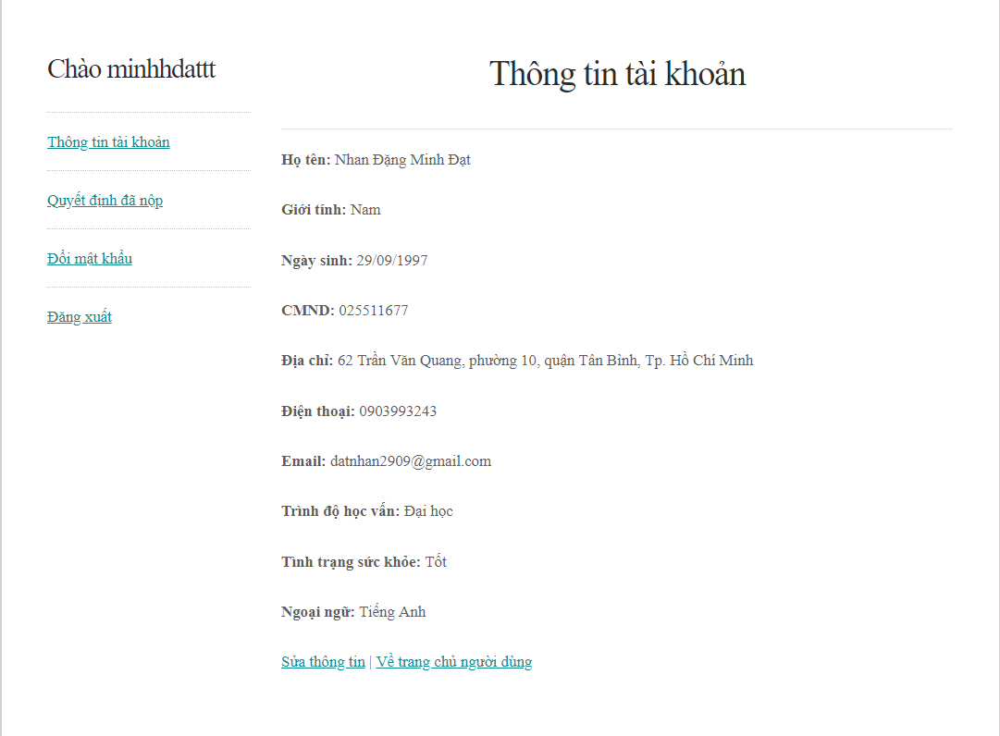 Chào minhhdattt
Thông tin tài khoản
Quyết định đã nộp
Đổi mật khẩu
Đăng xuất
Thông tin tài khoản
Họ tên: Nhan Đặng Minh Đạt
Giới tính: Nam
Ngày sinh: 29/09/1997
CMND: 025511677
Địa chỉ: 62 Trần Văn Quang, phường 10, quận Tân Bình, Tp. Hồ Chí Minh
Điện thoại: 0903993243
Email: datnhan2909@gmail.com
Trình độ học vấn: Đại học
Tình trạng sức khỏe: Tốt
Ngoại ngữ: Tiếng Anh
Sửa thông tin | Về trang chủ người dùng